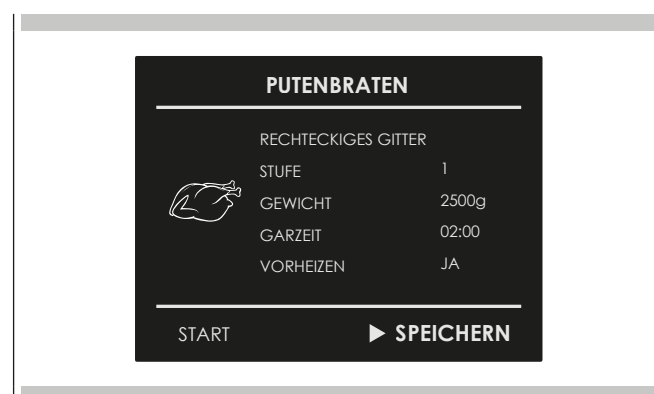 PUTENBRATEN
RECHTECKIGES GITTER
STUFE 1
GEWICHT 2500g
GARZEIT 02:00
VORHEIZEN JA
START ▶ SPEICHERN